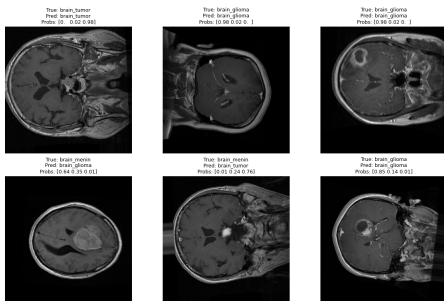 True: brain_tumor
Pred: brain_tumor
Probs: [0. 0.02 0.98]
True: brain_glioma
Pred: brain_glioma
Probs: [0.98 0.02 0. ]
True: brain_glioma
Pred: brain_glioma
Probs: [0.98 0.02 0. ]
True: brain_menin
Pred: brain_glioma
Probs: [0.64 0.35 0.01]
True: brain_menin
Pred: brain_tumor
Probs: [0.01 0.24 0.76]
True: brain_glioma
Pred: brain_glioma
Probs: [0.85 0.14 0.01]